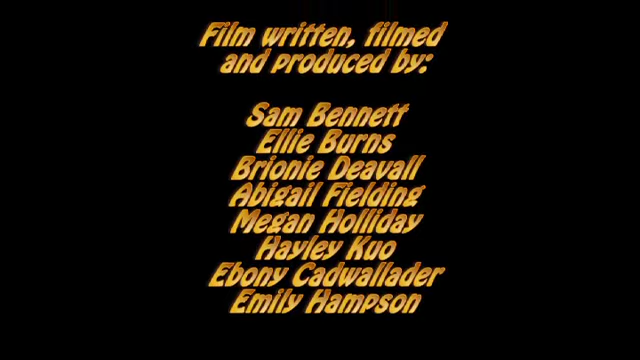 Film written, filmed
and produced by:
Sam Bennett
Ellie Burns
Brionie Deavall
Abigail Fielding
Megan Holliday
Hayley Kuo
Ebony Cadwallader
Emily Hampson